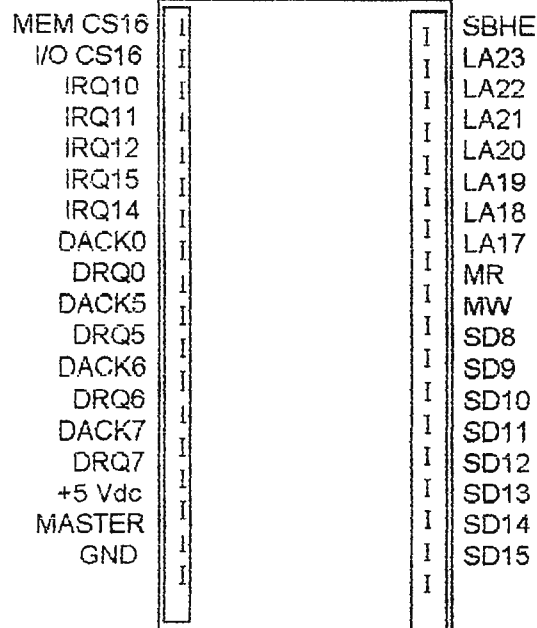 MEM CS16
I/O CS16
IRQ10
IRQ11
IRQ12
IRQ15
IRQ14
DACK0
DRQ0
DACK5
DRQ5
DACK6
DRQ6
DACK7
DRQ7
+5 Vdc
MASTER
GND
SBHE
LA23
LA22
LA21
LA20
LA19
LA18
LA17
MR
MW
SD8
SD9
SD10
SD11
SD12
SD13
SD14
SD15